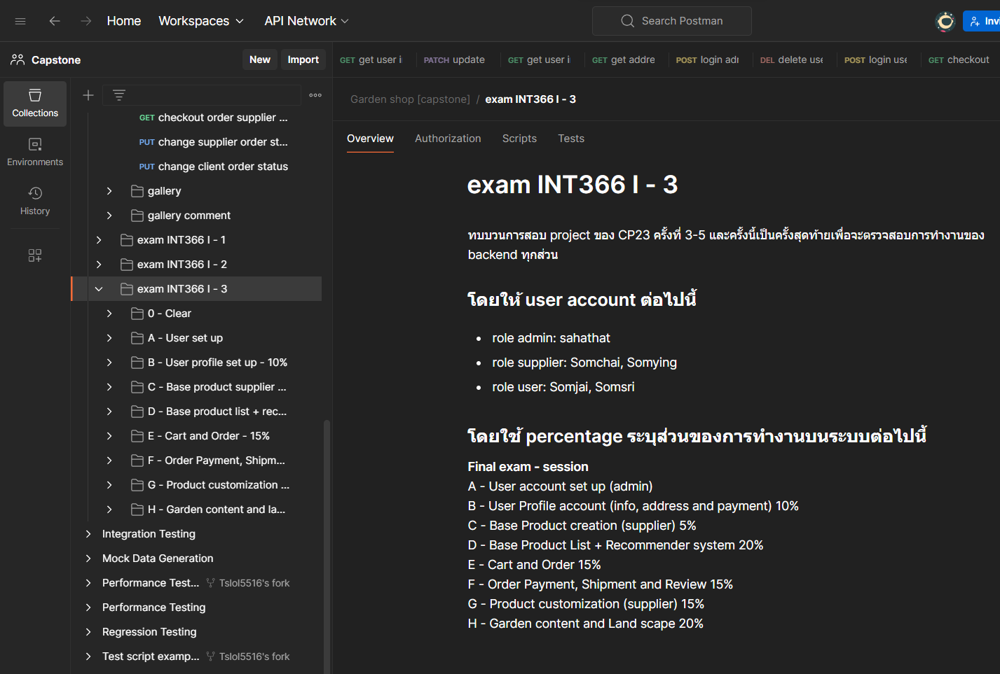 Home
Workspaces
API Network
Search Postman
Capstone
New
Import
GET get user
PATCH update
GET get user
GET get addre
POST login
DEL delete
POST login
GET checkout
Collections
Environments
History
GET checkout order supplier ...
PUT change supplier order st...
PUT change client order status
gallery
gallery comment
exam INT366 I - 1
exam INT366 I - 2
exam INT366 I - 3
0 - Clear
A - User set up
B - User profile set up - 10%
C - Base product supplier ...
D - Base product list + rec...
E - Cart and Order - 15%
F - Order Payment, Shipm...
G - Product customization ...
H - Garden content and la...
Integration Testing
Mock Data Generation
Performance Test... Tslol5516's fork
Performance Testing
Regression Testing
Test script examp... Tslol5516's fork
Garden shop [capstone] / exam INT366 I - 3
Overview
Authorization
Scripts
Tests
exam INT366 I - 3
ทบบวนการสอบ project ของ CP23 ครั้งที่ 3-5 และครั้งนี้เป็นครั้งสุดท้ายเพื่อจะตรวจสอบการทำงานของ
backend ทุกส่วน
โดยให้ user account ต่อไปนี้
role admin: sahathat
role supplier: Somchai, Somying
role user: Somjai, Somsri
โดยใช้ percentage ระบุส่วนของการทำงานบนระบบต่อไปนี้
Final exam - session
A - User account set up (admin)
B - User Profile account (info, address and payment) 10%
C - Base Product creation (supplier) 5%
D - Base Product List + Recommender system 20%
E - Cart and Order 15%
F - Order Payment, Shipment and Review 15%
G - Product customization (supplier) 15%
H - Garden content and Land scape 20%